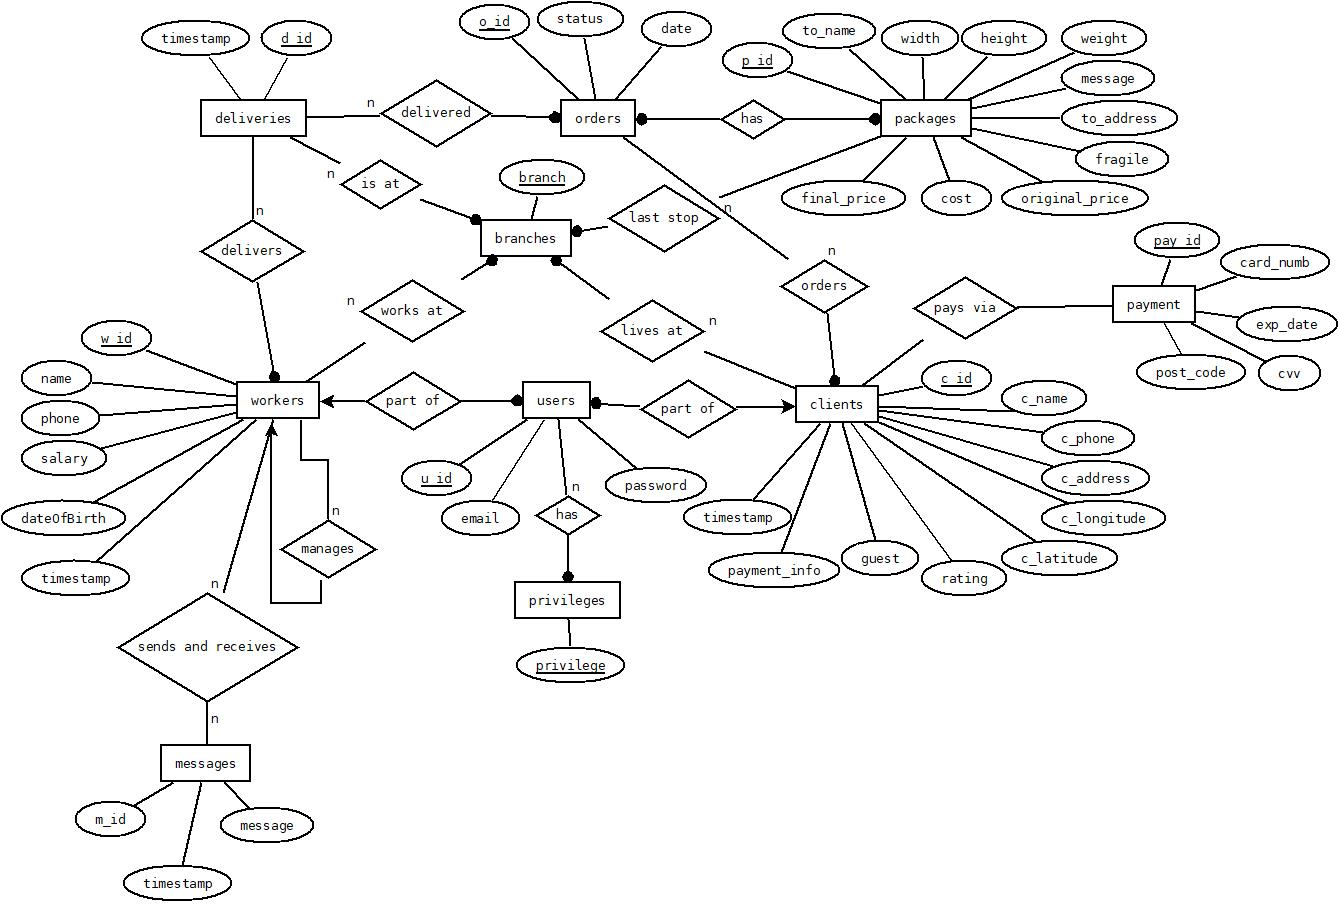 timestamp
d_id
o_id
status
date
to_name
width
height
weight
p_id
message
deliveries
n
delivered
orders
has
packages
to_address
fragile
n
is at
branch
final_price
cost
original_price
n
last stop
n
branches
delivers
n
orders
pay_id
card_numb
n
works at
lives at
n
pays via
payment
exp_date
w_id
name
phone
salary
dateOfBirth
timestamp
workers
part of
users
part of
clients
c_id
post_code
cvv
c_name
c_phone
c_address
c_longitude
c_latitude
u_id
email
n
has
password
timestamp
payment_info
guest
rating
n
manages
privileges
privilege
n
sends and receives
n
messages
m_id
message
timestamp